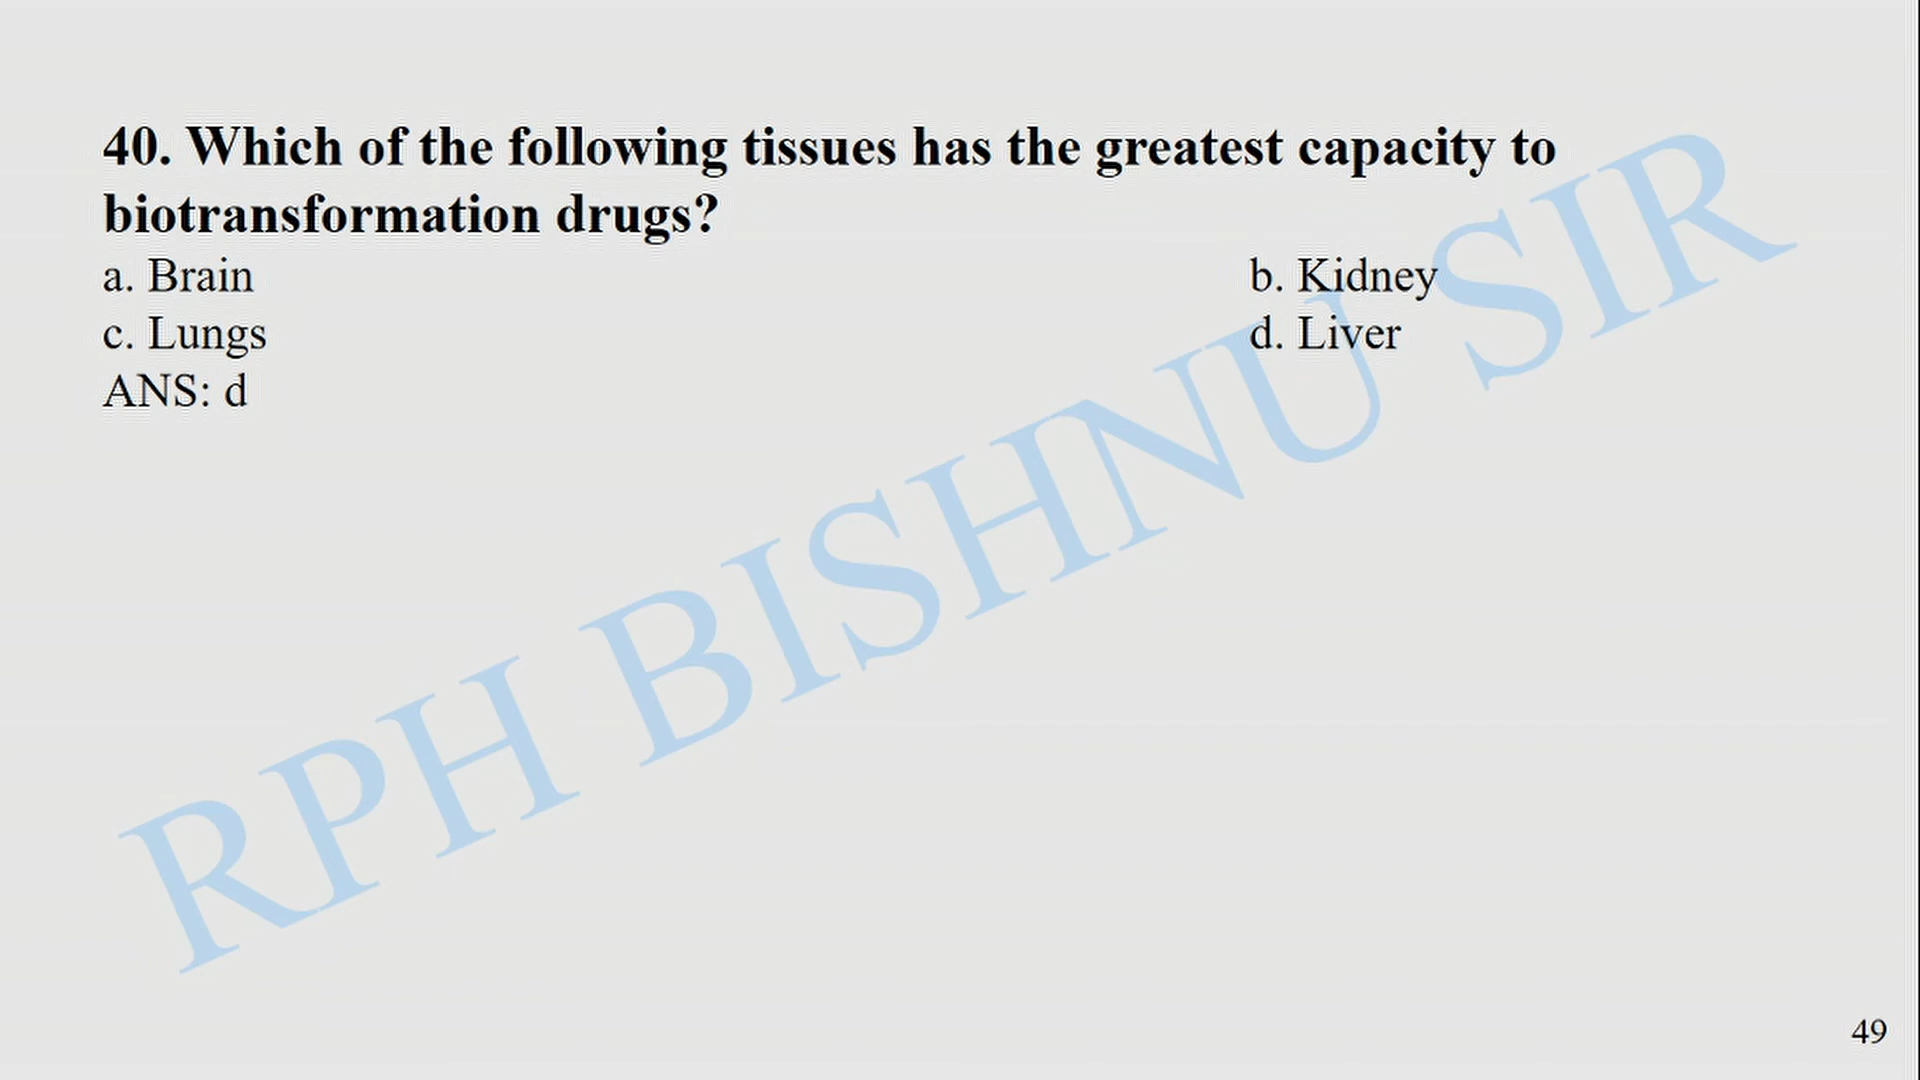 40. Which of the following tissues has the greatest capacity to
biotransformation drugs?
a. Brain b. Kidney
c. Lungs d. Liver
ANS: d
RPH BISHNU SIR
49